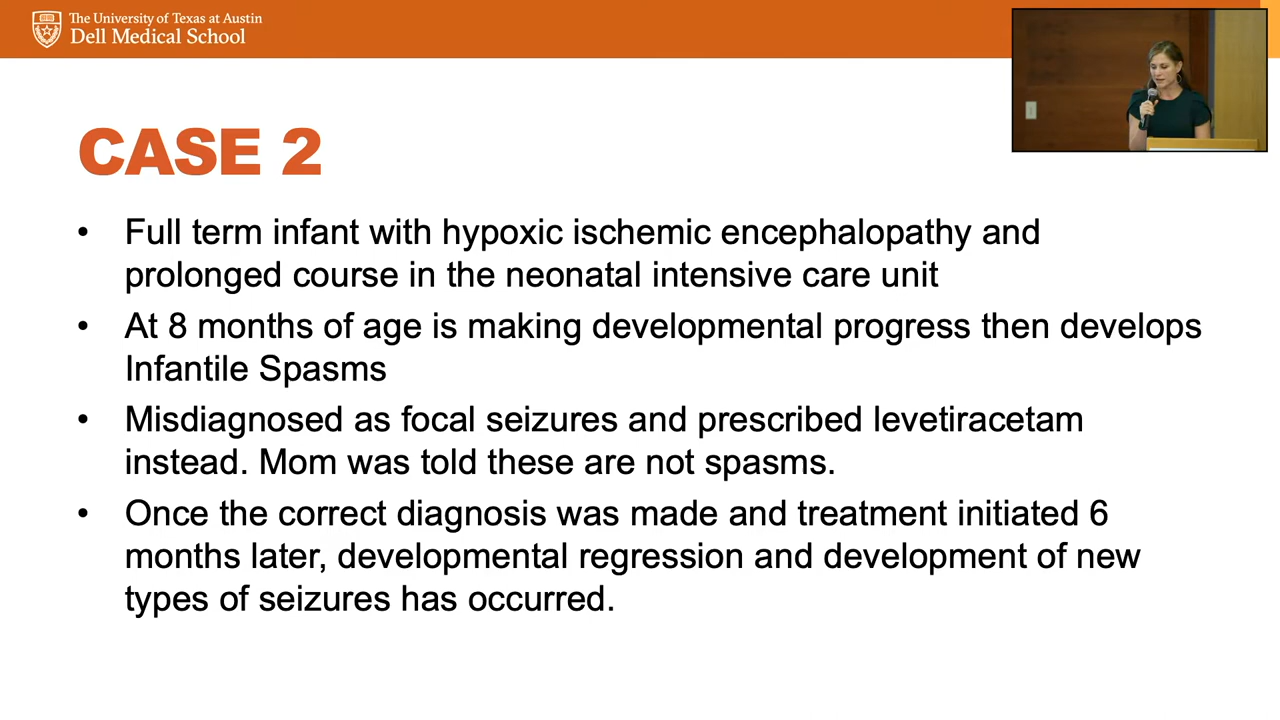 The University of Texas at Austin
Dell Medical School
CASE 2
• Full term infant with hypoxic ischemic encephalopathy and
prolonged course in the neonatal intensive care unit
• At 8 months of age is making developmental progress then develops
Infantile Spasms
• Misdiagnosed as focal seizures and prescribed levetiracetam
instead. Mom was told these are not spasms.
• Once the correct diagnosis was made and treatment initiated 6
months later, developmental regression and development of new
types of seizures has occurred.